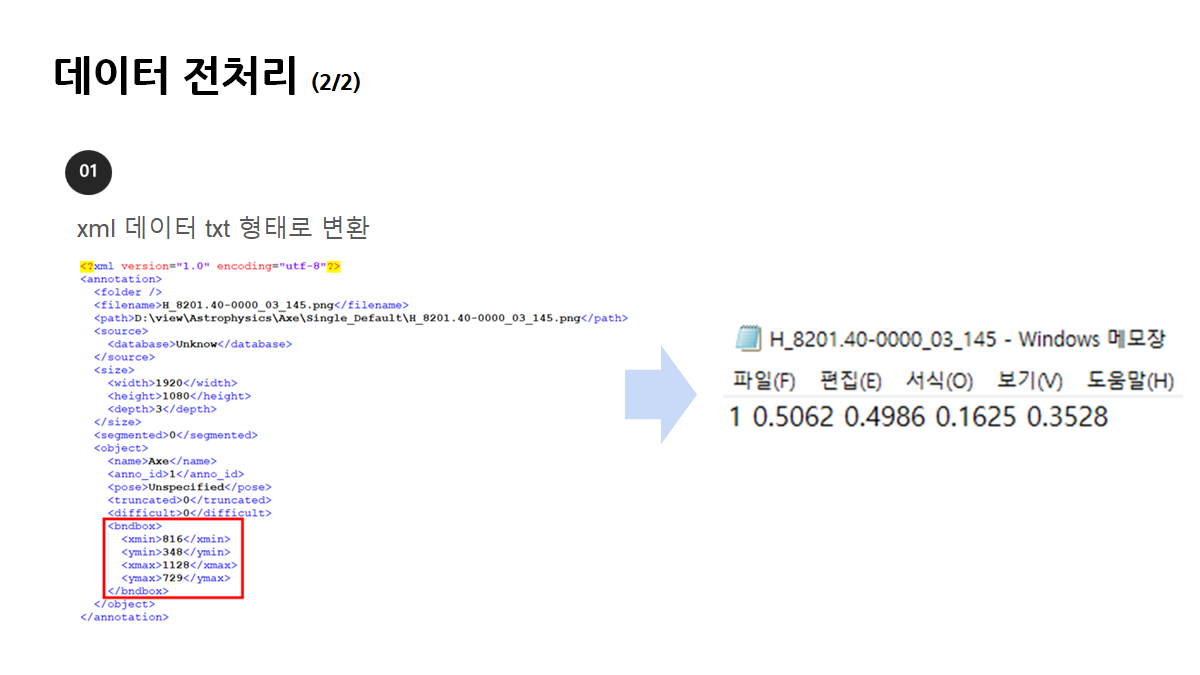 데이터 전처리 (2/2)
01
xml 데이터 txt 형태로 변환
<?xml version="1.0" encoding="utf-8"?>
<annotation>
<folder />
<filename>H_8201.40-0000_03_145.png</filename>
<path>D:\view\Astrophysics\Axe\Single_Default\H_8201.40-0000_03_145.png</path>
<source>
<database>Unknow</database>
</source>
<size>
<width>1920</width>
<height>1080</height>
<depth>3</depth>
</size>
<segmented>0</segmented>
<object>
<name>Axe</name>
<anno_id>1</anno_id>
<pose>Unspecified</pose>
<truncated>0</truncated>
<difficult>0</difficult>
<bndbox>
<xmin>816</xmin>
<ymin>348</ymin>
<xmax>1128</xmax>
<ymax>729</ymax>
</bndbox>
</object>
</annotation>
H_8201.40-0000_03_145 - Windows 메모장
파일(F) 편집(E) 서식(O) 보기(V) 도움말(H)
1 0.5062 0.4986 0.1625 0.3528